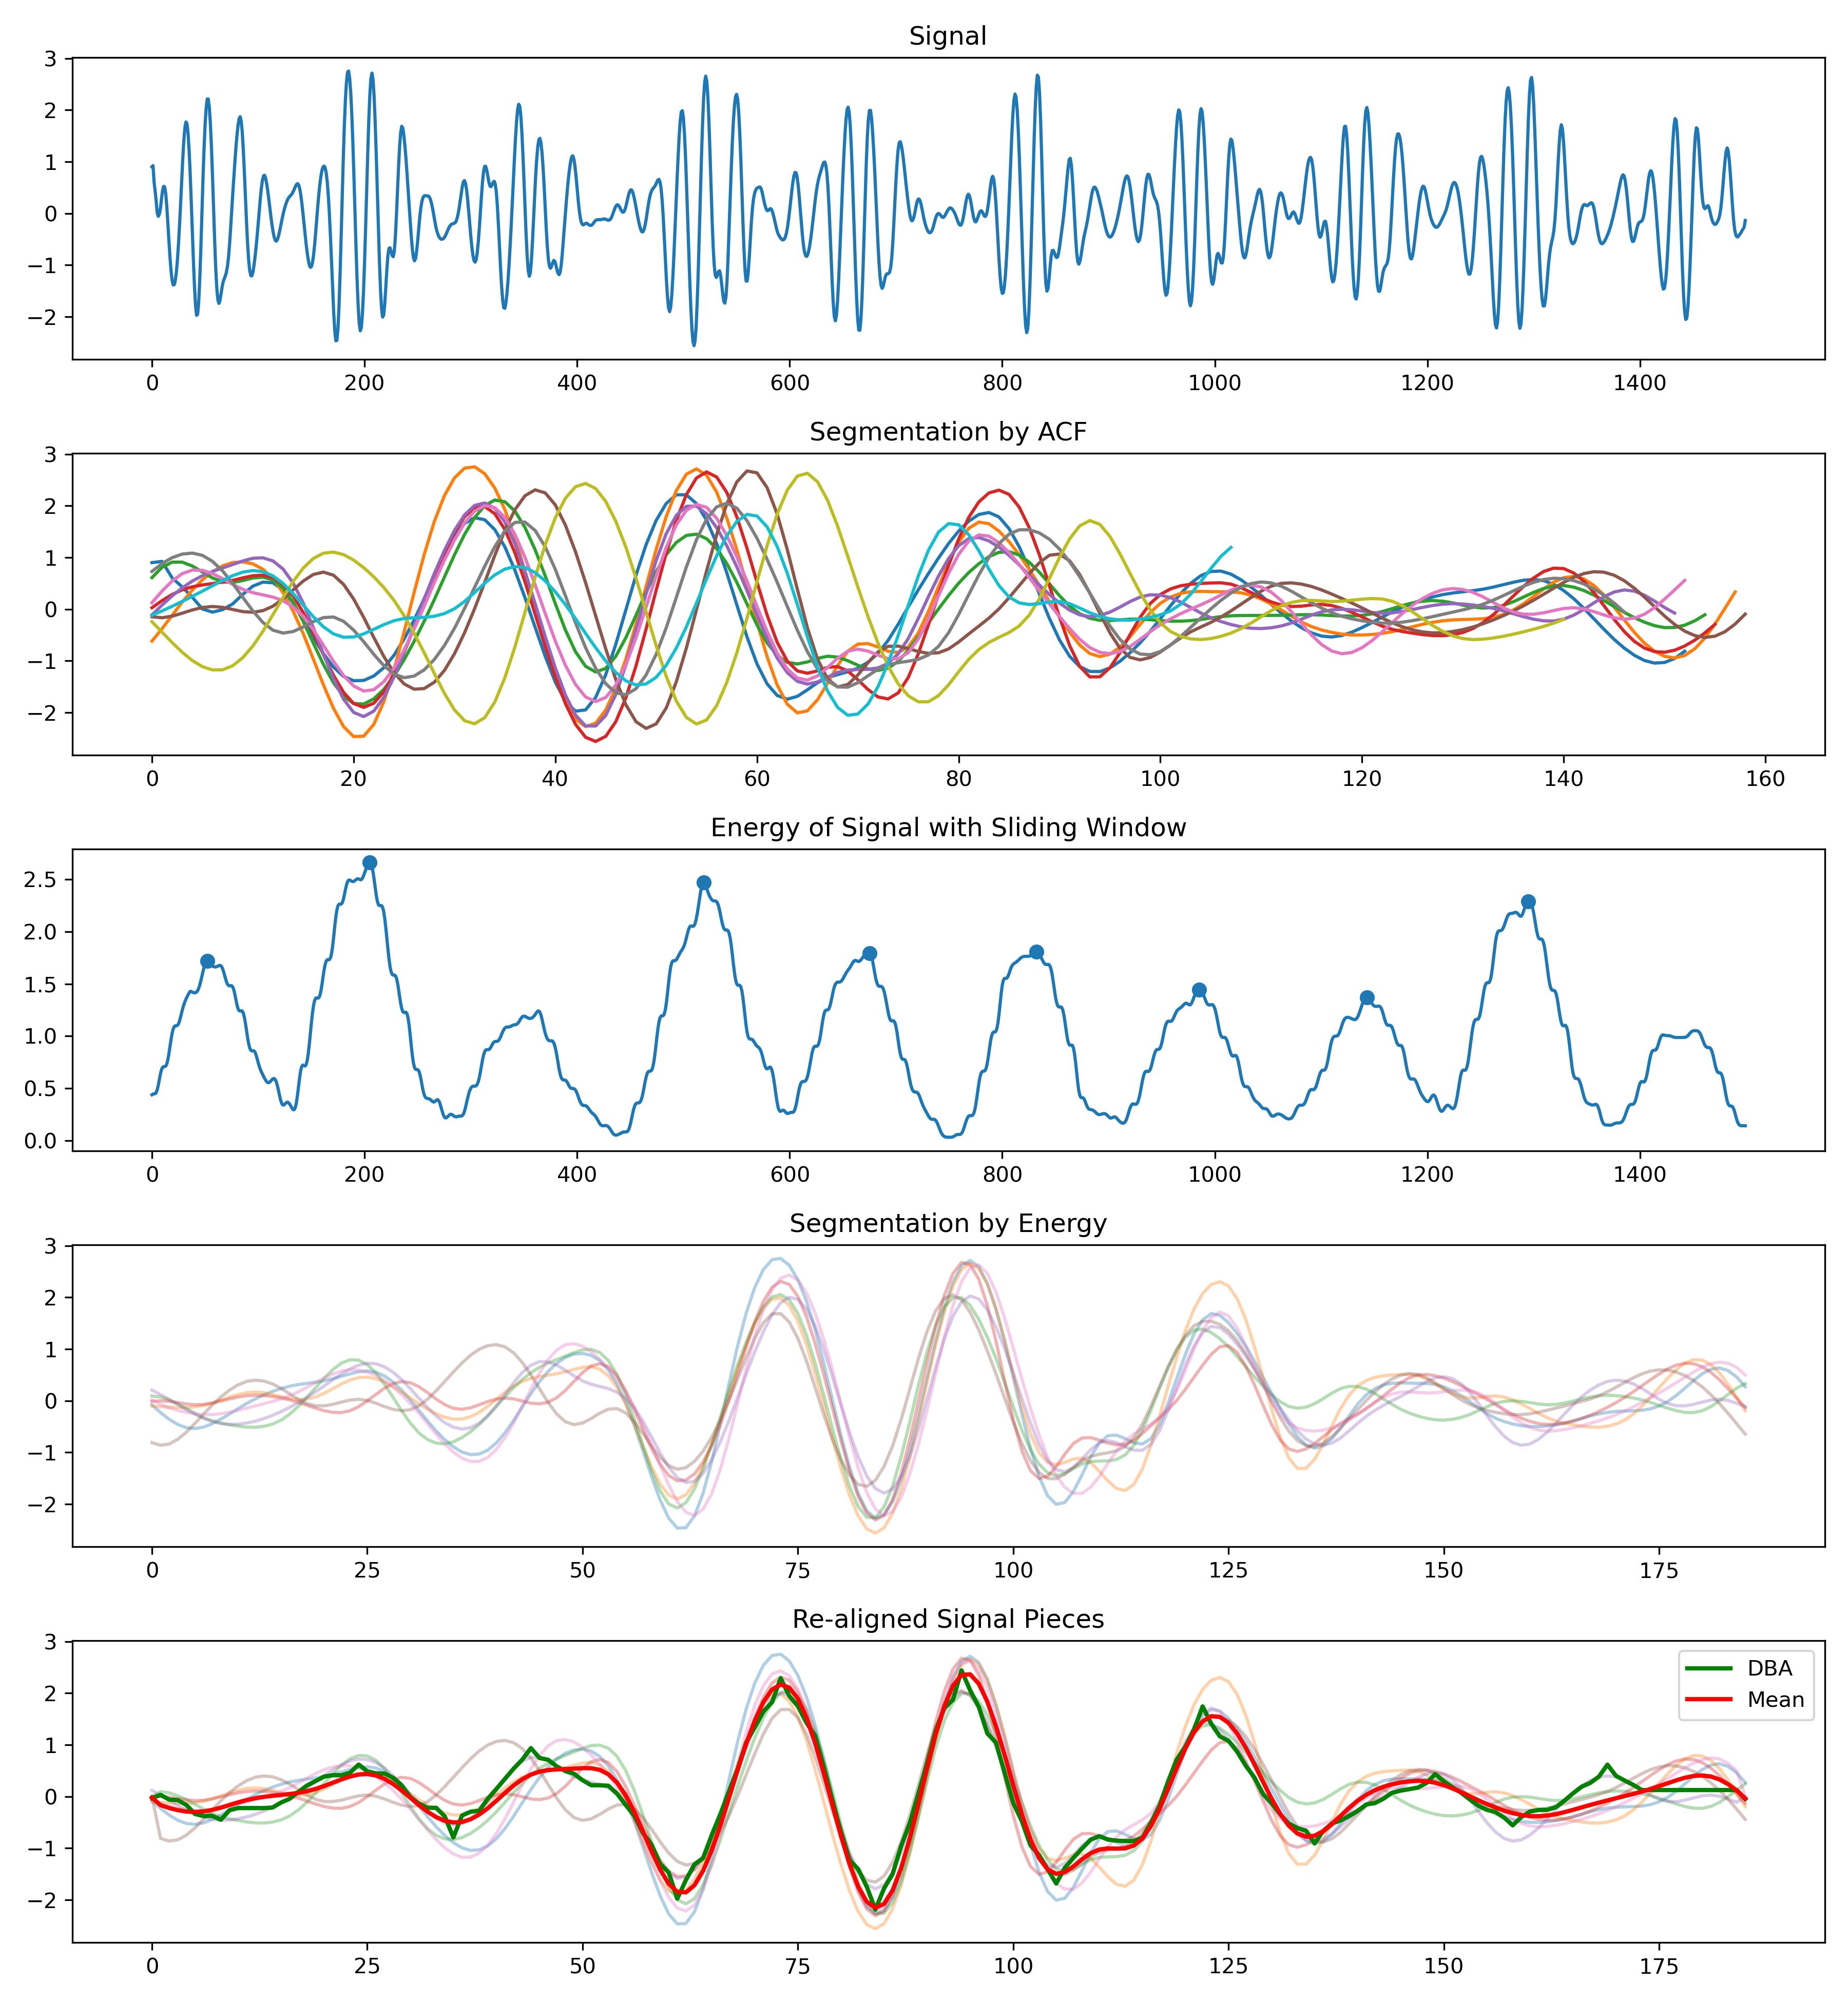 Signal
3
2
1
0
−1
−2
0 200 400 600 800 1000 1200 1400
Segmentation by ACF
3
2
1
0
−1
−2
0 20 40 60 80 100 120 140 160
Energy of Signal with Sliding Window
2.5
2.0
1.5
1.0
0.5
0.0
0 200 400 600 800 1000 1200 1400
Segmentation by Energy
3
2
1
0
−1
−2
0 25 50 75 100 125 150 175
Re-aligned Signal Pieces
3
DBA
2
Mean
1
0
−1
−2
0 25 50 75 100 125 150 175